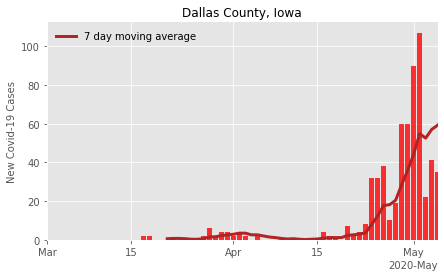 Dallas County, Iowa
7 day moving average
New Covid-19 Cases
100
80
60
40
20
0
Mar 15 Apr 15 May
2020-May